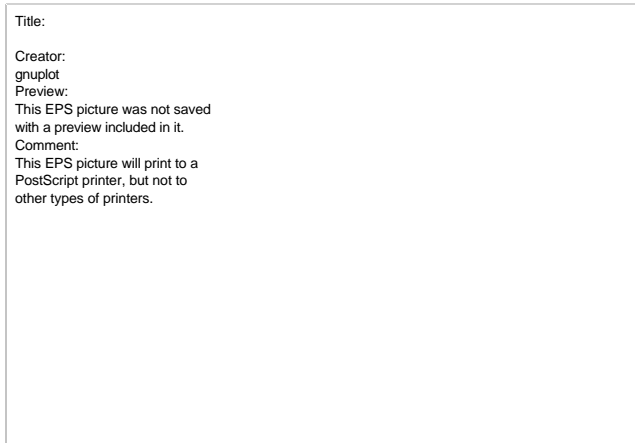 Title:
Creator:
gnuplot
Preview:
This EPS picture was not saved
with a preview included in it.
Comment:
This EPS picture will print to a
PostScript printer, but not to
other types of printers.